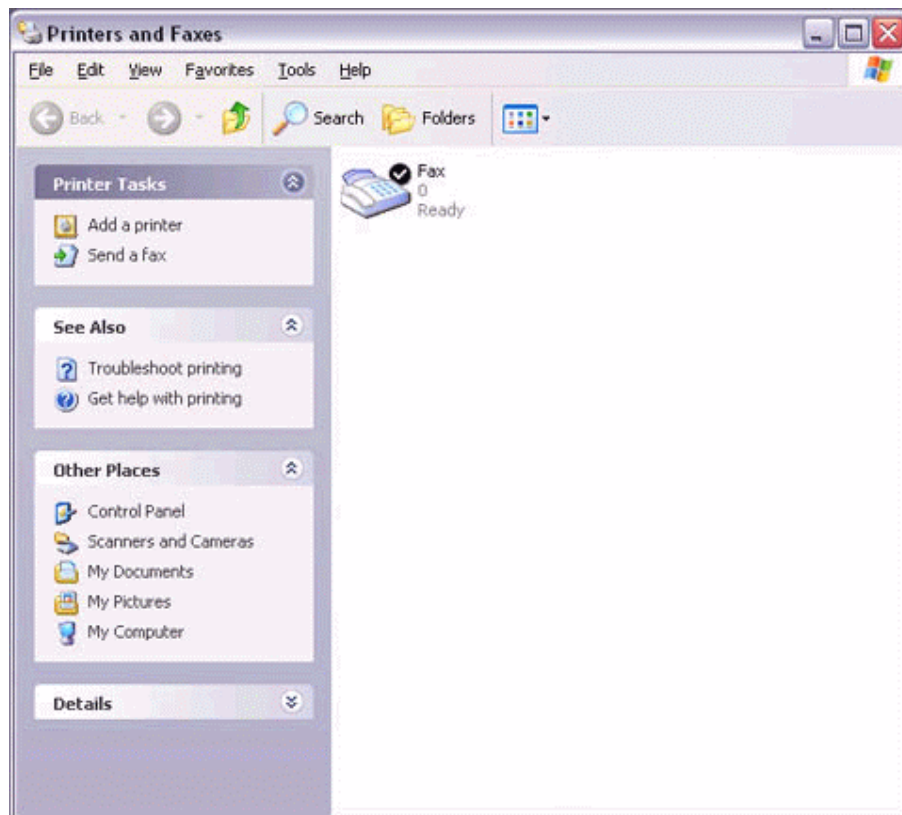 Printers and Faxes
File Edit View Favorites Tools Help
Back Search Folders
Printer Tasks
Add a printer
Send a fax
See Also
Troubleshoot printing
Get help with printing
Other Places
Control Panel
Scanners and Cameras
My Documents
My Pictures
My Computer
Details
Fax
0
Ready